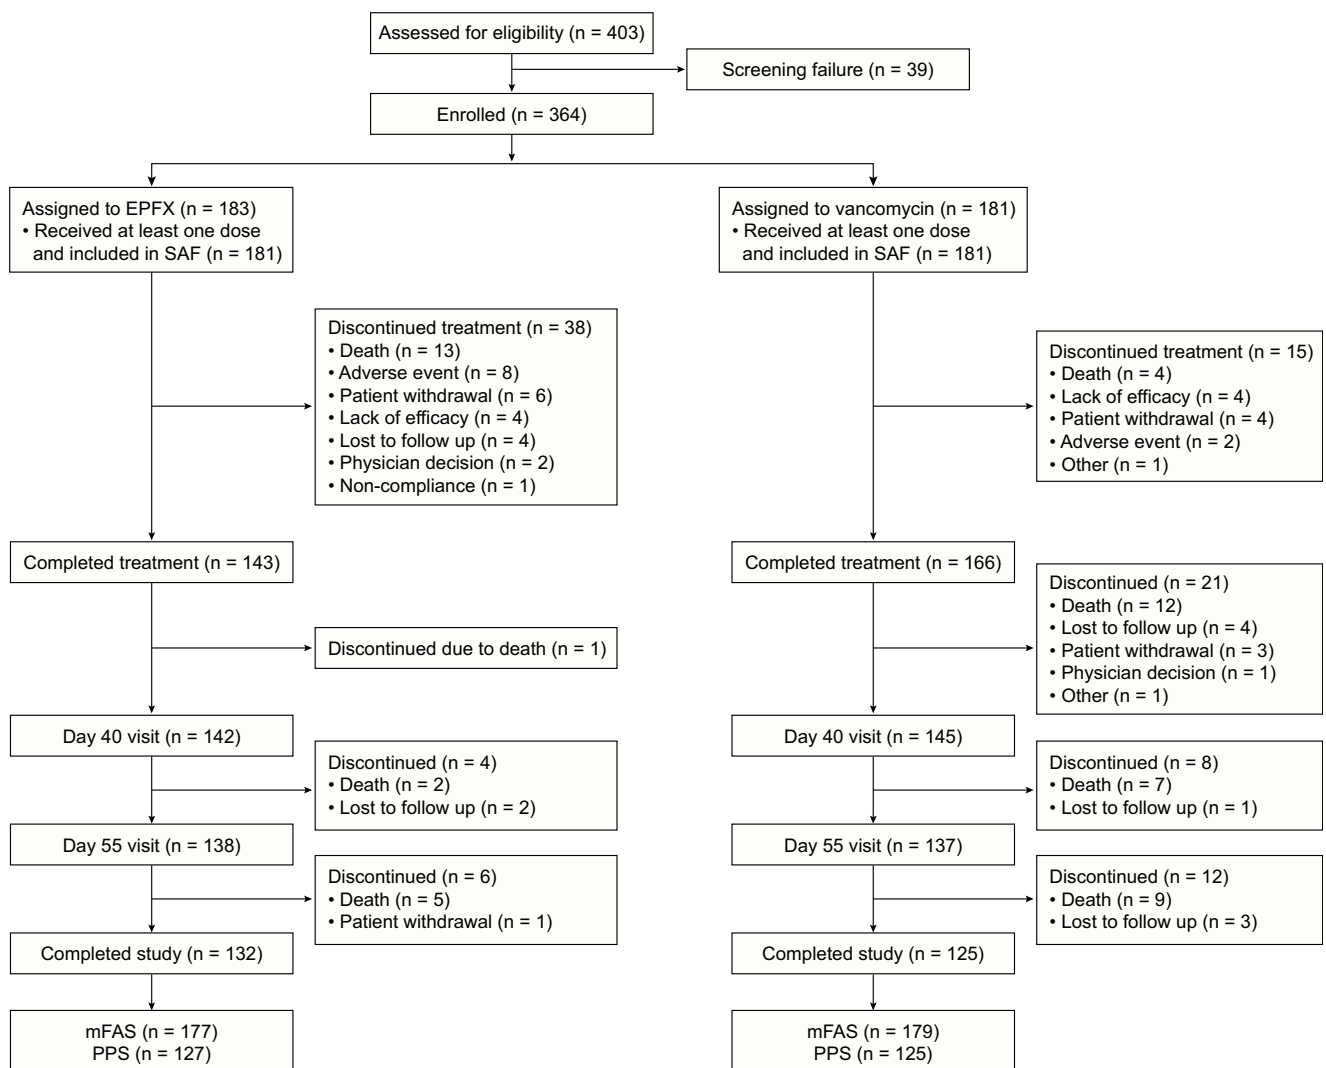 Assessed for eligibility (n = 403)
Screening failure (n = 39)
Enrolled (n = 364)
Assigned to EPFX (n = 183)
• Received at least one dose
and included in SAF (n = 181)
Assigned to vancomycin (n = 181)
• Received at least one dose
and included in SAF (n = 181)
Discontinued treatment (n = 38)
• Death (n = 13)
• Adverse event (n = 8)
• Patient withdrawal (n = 6)
• Lack of efficacy (n = 4)
• Lost to follow up (n = 4)
• Physician decision (n = 2)
• Non-compliance (n = 1)
Discontinued treatment (n = 15)
• Death (n = 4)
• Lack of efficacy (n = 4)
• Patient withdrawal (n = 4)
• Adverse event (n = 2)
• Other (n = 1)
Completed treatment (n = 143)
Completed treatment (n = 166)
Discontinued due to death (n = 1)
Discontinued (n = 21)
• Death (n = 12)
• Lost to follow up (n = 4)
• Patient withdrawal (n = 3)
• Physician decision (n = 1)
• Other (n = 1)
Day 40 visit (n = 142)
Day 40 visit (n = 145)
Discontinued (n = 4)
• Death (n = 2)
• Lost to follow up (n = 2)
Discontinued (n = 8)
• Death (n = 7)
• Lost to follow up (n = 1)
Day 55 visit (n = 138)
Day 55 visit (n = 137)
Discontinued (n = 6)
• Death (n = 5)
• Patient withdrawal (n = 1)
Discontinued (n = 12)
• Death (n = 9)
• Lost to follow up (n = 3)
Completed study (n = 132)
Completed study (n = 125)
mFAS (n = 177)
PPS (n = 127)
mFAS (n = 179)
PPS (n = 125)